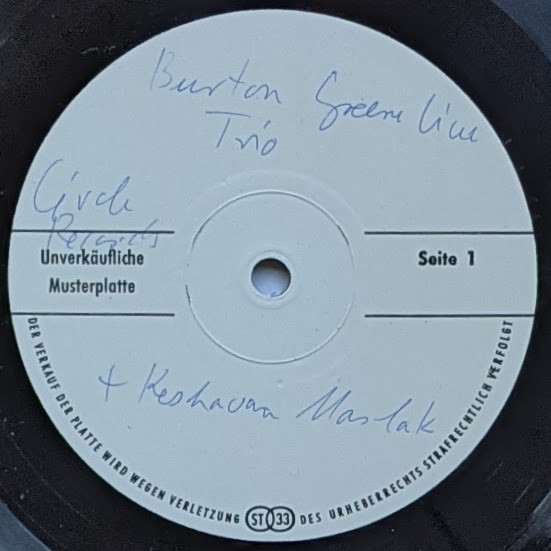 Burton Greene Live
Trio
Circle
Records
Unverkäufliche
Musterplatte
Seite 1
+ Keshavan Maslak
DER VERKAUF DER PLATTE WIRD WEGEN VERLETZUNG ST 33 DES URHEBERRECHTS STRAFRECHTLICH VERFOLGT